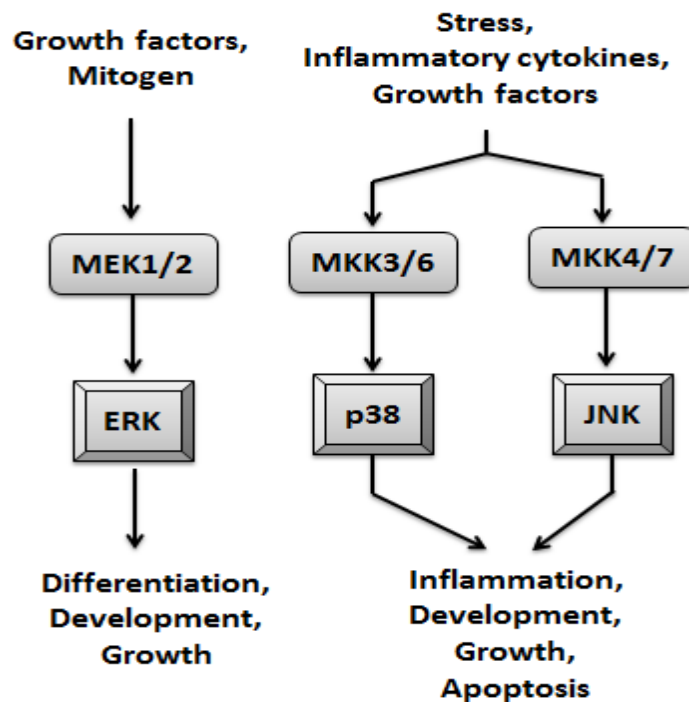 Growth factors,
Mitogen
Stress,
Inflammatory cytokines,
Growth factors
MEK1/2
MKK3/6
MKK4/7
ERK
p38
JNK
Differentiation,
Development,
Growth
Inflammation,
Development,
Growth,
Apoptosis